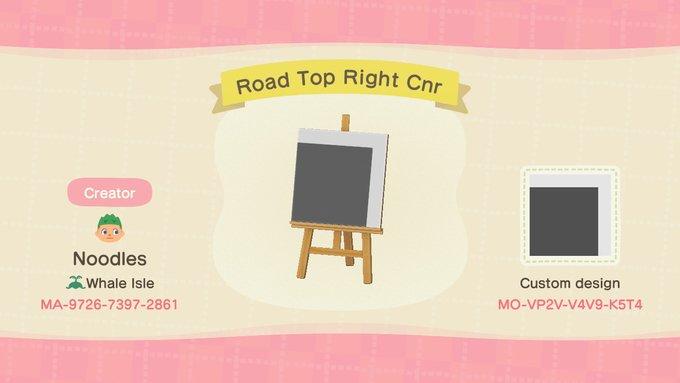 Road Top Right Cnr
Creator
Noodles
Whale Isle
MA-9726-7397-2861
Custom design
MO-VP2V-V4V9-K5T4